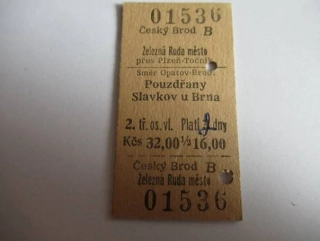 01536
Český Brod B
Železná Ruda město
přes Plzeň-Točník
Směr Opatov-Brod.
Pouzdřany
Slavkov u Brna
2. tř. os. vl. Platí 2 dny
Kčs 32,00 ½ 16,00
Český Brod B
Železná Ruda město
01536